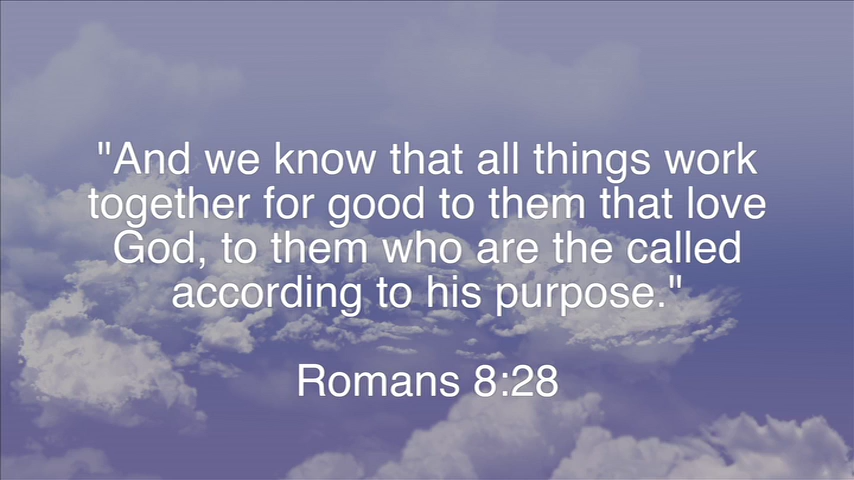 "And we know that all things work
together for good to them that love
God, to them who are the called
according to his purpose."
Romans 8:28